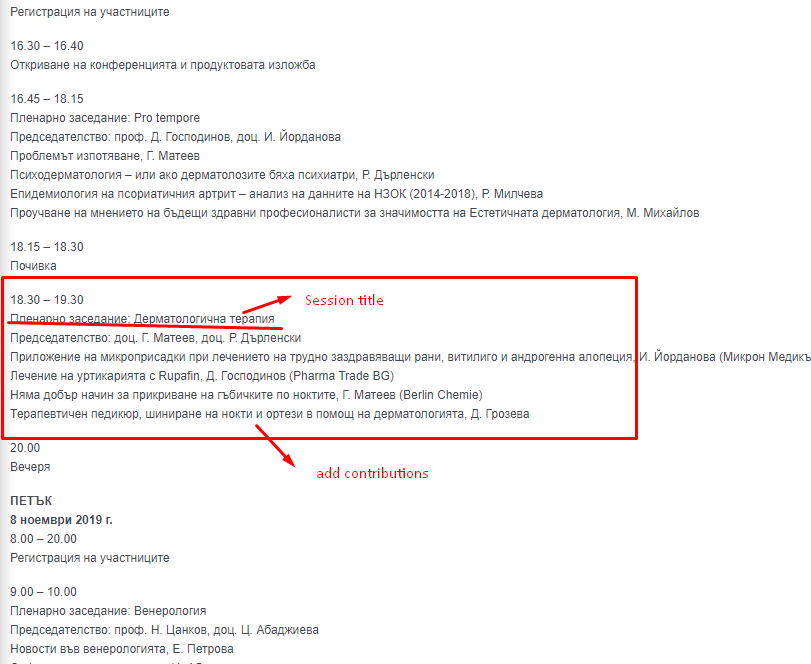 Регистрация на участниците
16.30 – 16.40
Откриване на конференцията и продуктовата изложба
16.45 – 18.15
Пленарно заседание: Pro tempore
Председателство: проф. Д. Господинов, доц. И. Йорданова
Проблемът изпотяване, Г. Матеев
Психодерматология – или ако дерматолозите бяха психиатри, Р. Дърленски
Епидемиология на псориатичния артрит – анализ на данните на НЗОК (2014-2018), Р. Милчева
Проучване на мнението на бъдещи здравни професионалисти за значимостта на Естетичната дерматология, М. Михайлов
18.15 – 18.30
Почивка
18.30 – 19.30
Session title
Пленарно заседание: Дерматологична терапия
Председателство: доц. Г. Матеев, доц. Р. Дърленски
Приложение на микроприсадки при лечението на трудно заздравяващи рани, витилиго и андрогенна алопеция, И. Йорданова (Микрон Медикъ
Лечение на уртикарията с Rupafin, Д. Господинов (Pharma Trade BG)
Няма добър начин за прикриване на гъбичките по ноктите, Г. Матеев (Berlin Chemie)
Терапевтичен педикюр, шиниране на нокти и ортези в помощ на дерматологията, Д. Грозева
20.00
Вечеря
add contributions
ПЕТЪК
8 ноември 2019 г.
8.00 – 20.00
Регистрация на участниците
9.00 – 10.00
Пленарно заседание: Венерология
Председателство: проф. Н. Цанков, доц. Ц. Абаджиева
Новости във венерологията, Е. Петрова